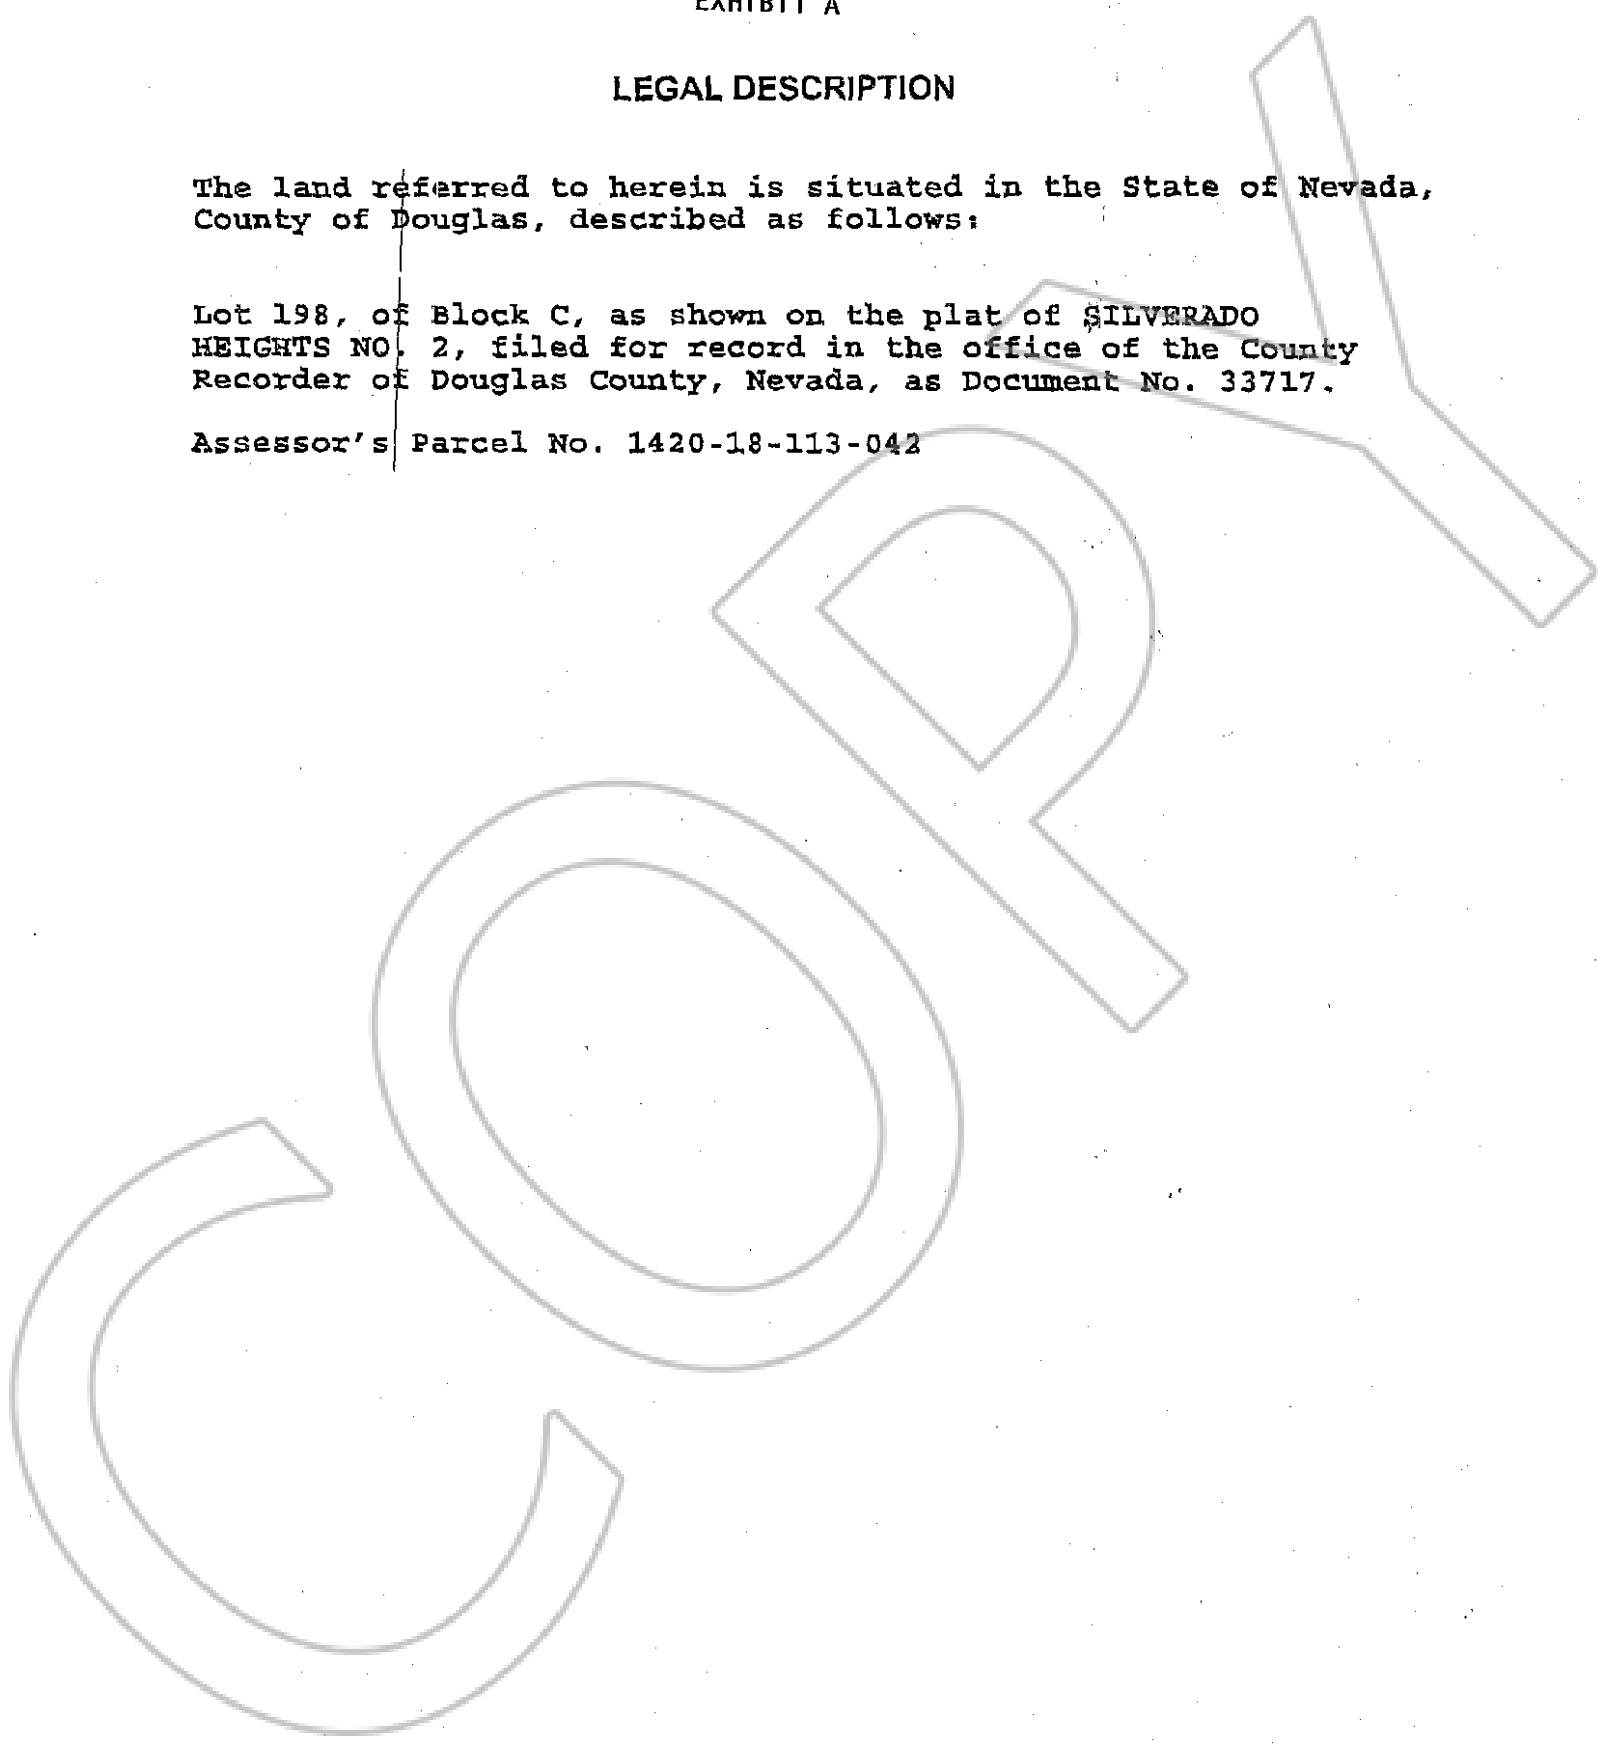 EXHIBIT A
LEGAL DESCRIPTION
The land referred to herein is situated in the State of Nevada,
County of Douglas, described as follows:
Lot 198, of Block C, as shown on the plat of SILVERADO
HEIGHTS NO. 2, filed for record in the office of the County
Recorder of Douglas County, Nevada, as Document No. 33717.
Assessor's Parcel No. 1420-18-113-042
COPY